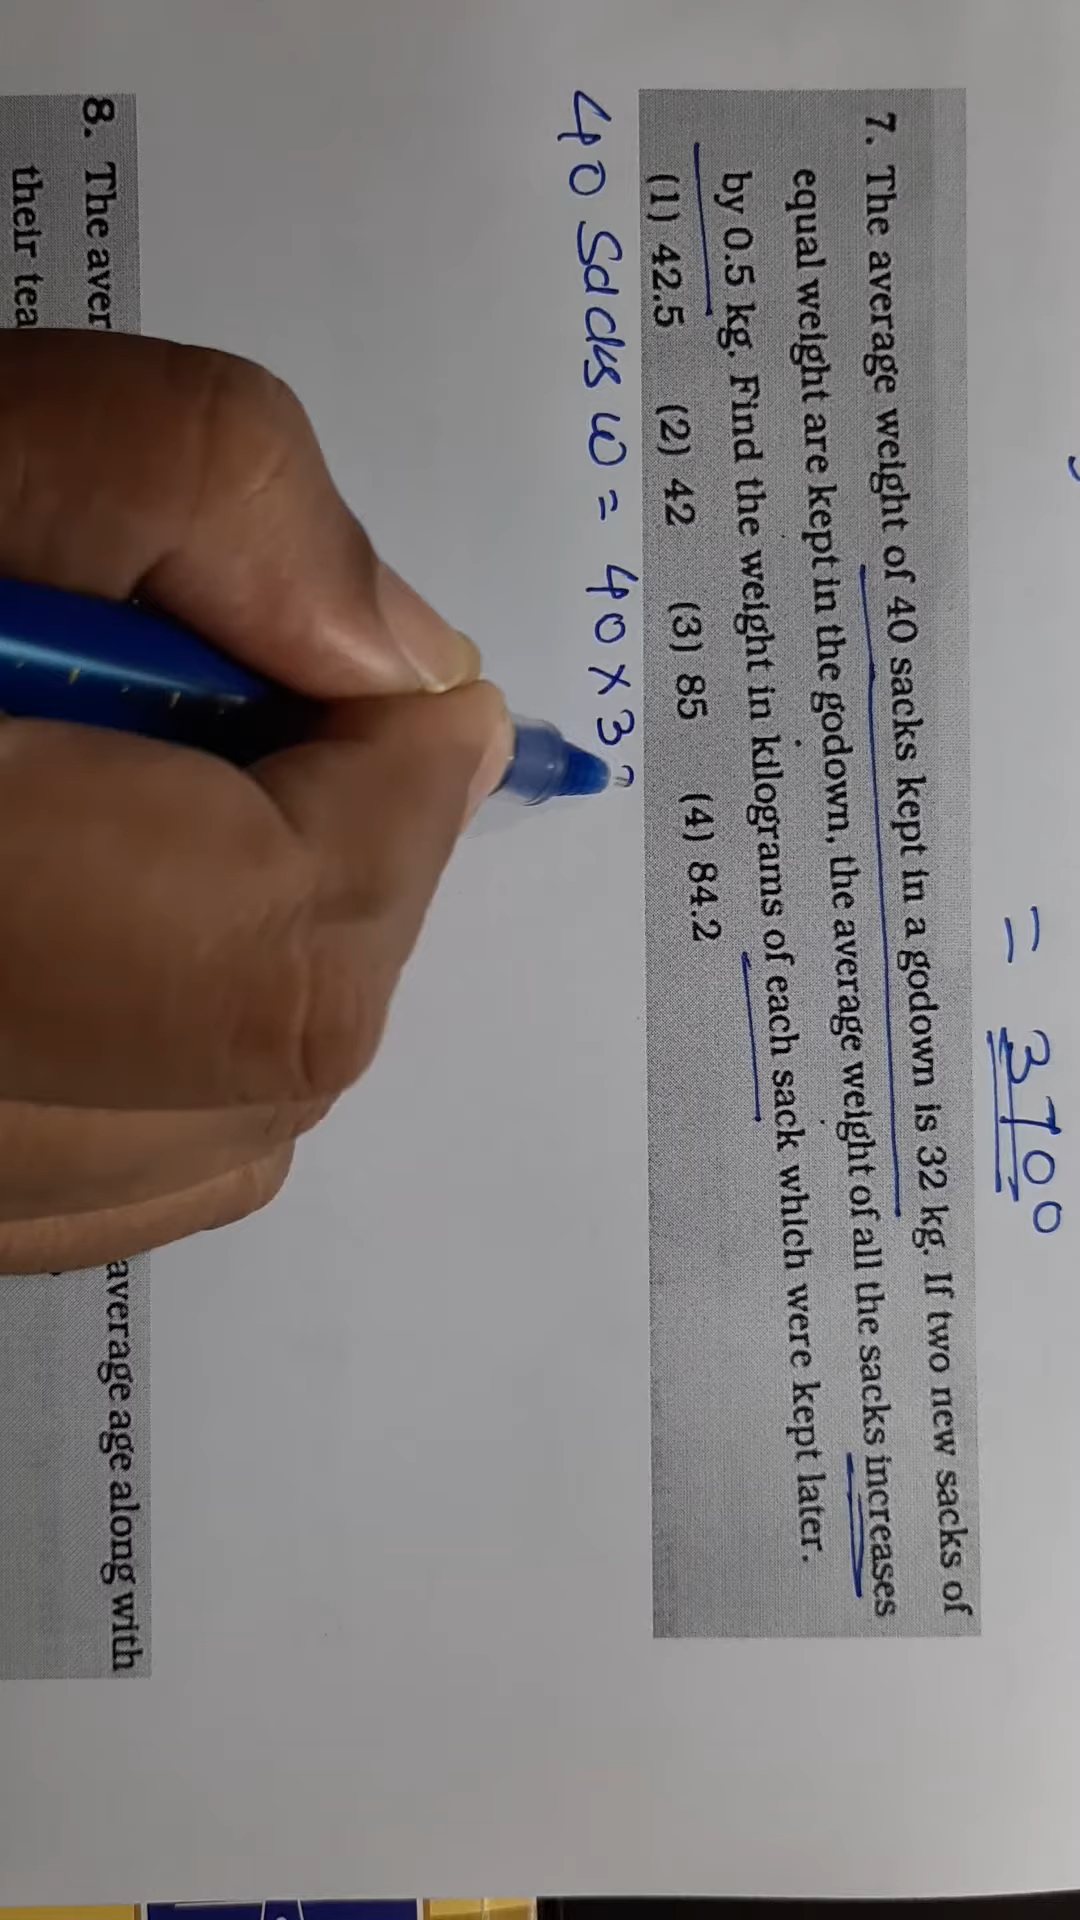 = 3700
7. The average weight of 40 sacks kept in a godown is 32 kg. If two new sacks of
equal weight are kept in the godown, the average weight of all the sacks increases
by 0.5 kg. Find the weight in kilograms of each sack which were kept later.
(1) 42.5 (2) 42 (3) 85 (4) 84.2
40 Sacks w = 40 × 3
8. The aver average age along with
their tea